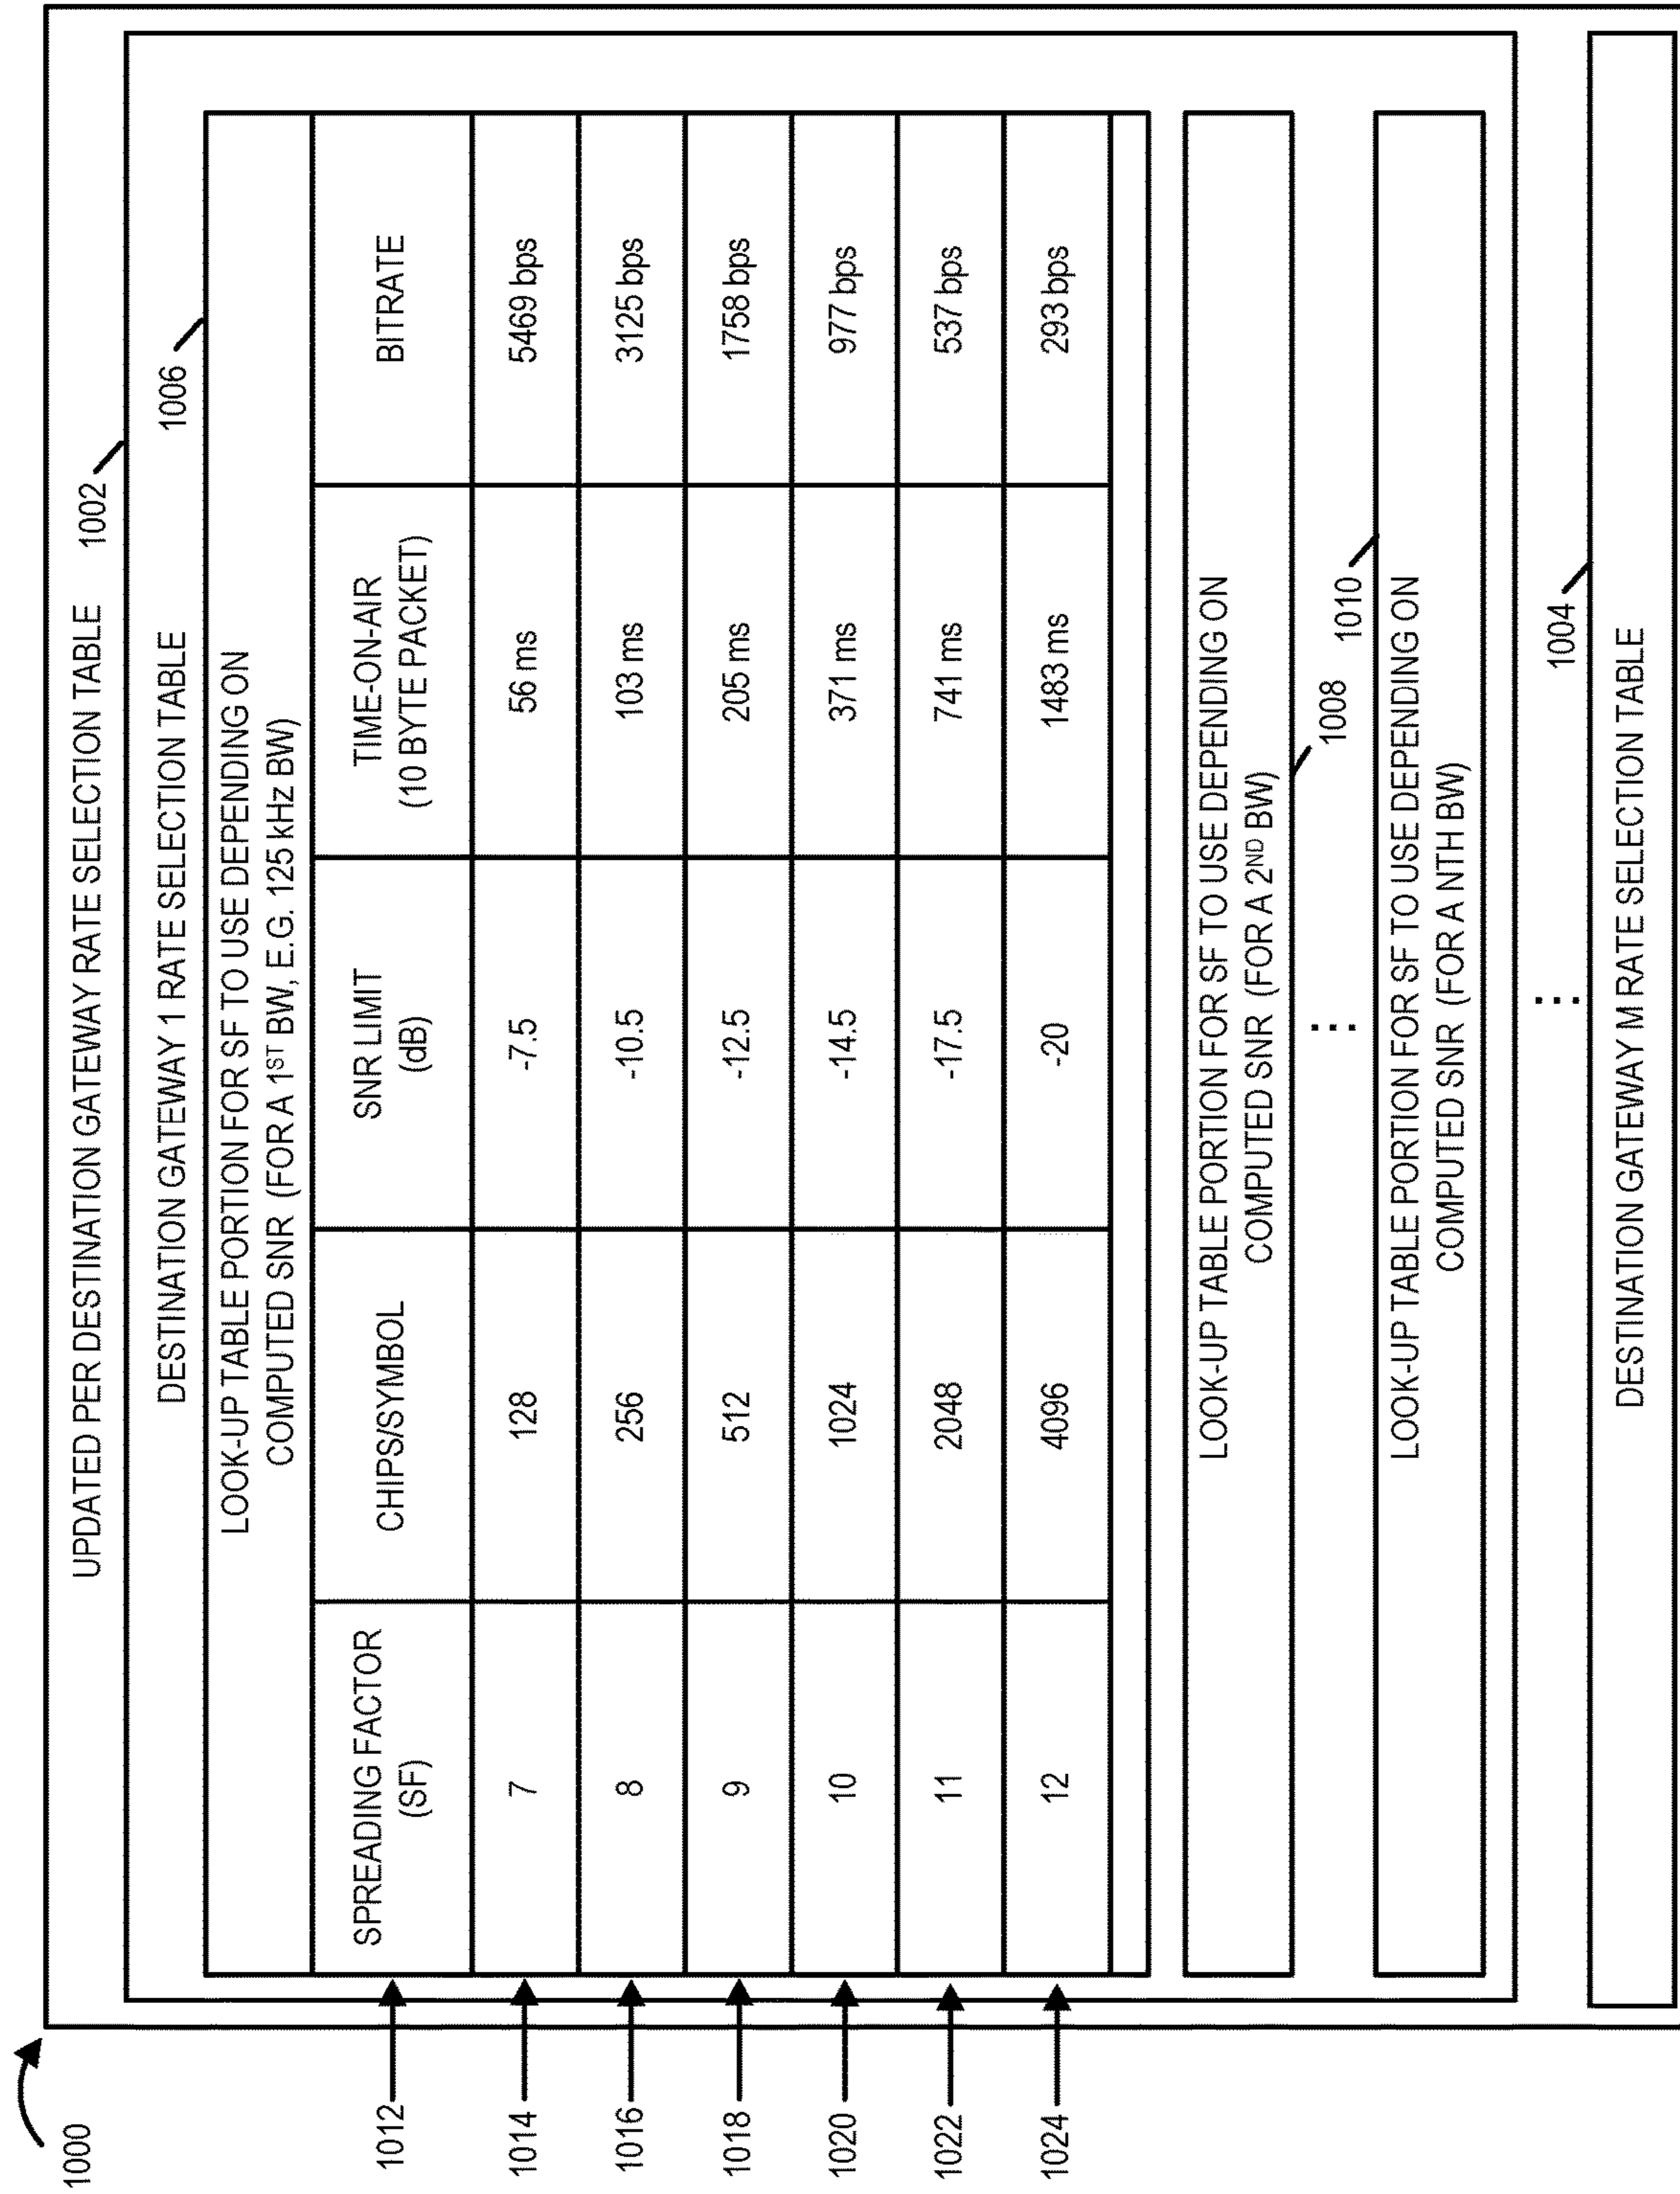 1000
UPDATED PER DESTINATION GATEWAY RATE SELECTION TABLE
1002
DESTINATION GATEWAY 1 RATE SELECTION TABLE
1006
LOOK-UP TABLE PORTION FOR SF TO USE DEPENDING ON
COMPUTED SNR (FOR A 1ST BW, E.G. 125 kHz BW)
1012
SPREADING FACTOR
(SF)
CHIPS/SYMBOL
SNR LIMIT
(dB)
TIME-ON-AIR
(10 BYTE PACKET)
BITRATE
1014
7
128
-7.5
56 ms
5469 bps
1016
8
256
-10.5
103 ms
3125 bps
1018
9
512
-12.5
205 ms
1758 bps
1020
10
1024
-14.5
371 ms
977 bps
1022
11
2048
-17.5
741 ms
537 bps
1024
12
4096
-20
1483 ms
293 bps
LOOK-UP TABLE PORTION FOR SF TO USE DEPENDING ON
COMPUTED SNR (FOR A 2ND BW)
1008
⋮
1010
LOOK-UP TABLE PORTION FOR SF TO USE DEPENDING ON
COMPUTED SNR (FOR A NTH BW)
⋮
1004
DESTINATION GATEWAY M RATE SELECTION TABLE